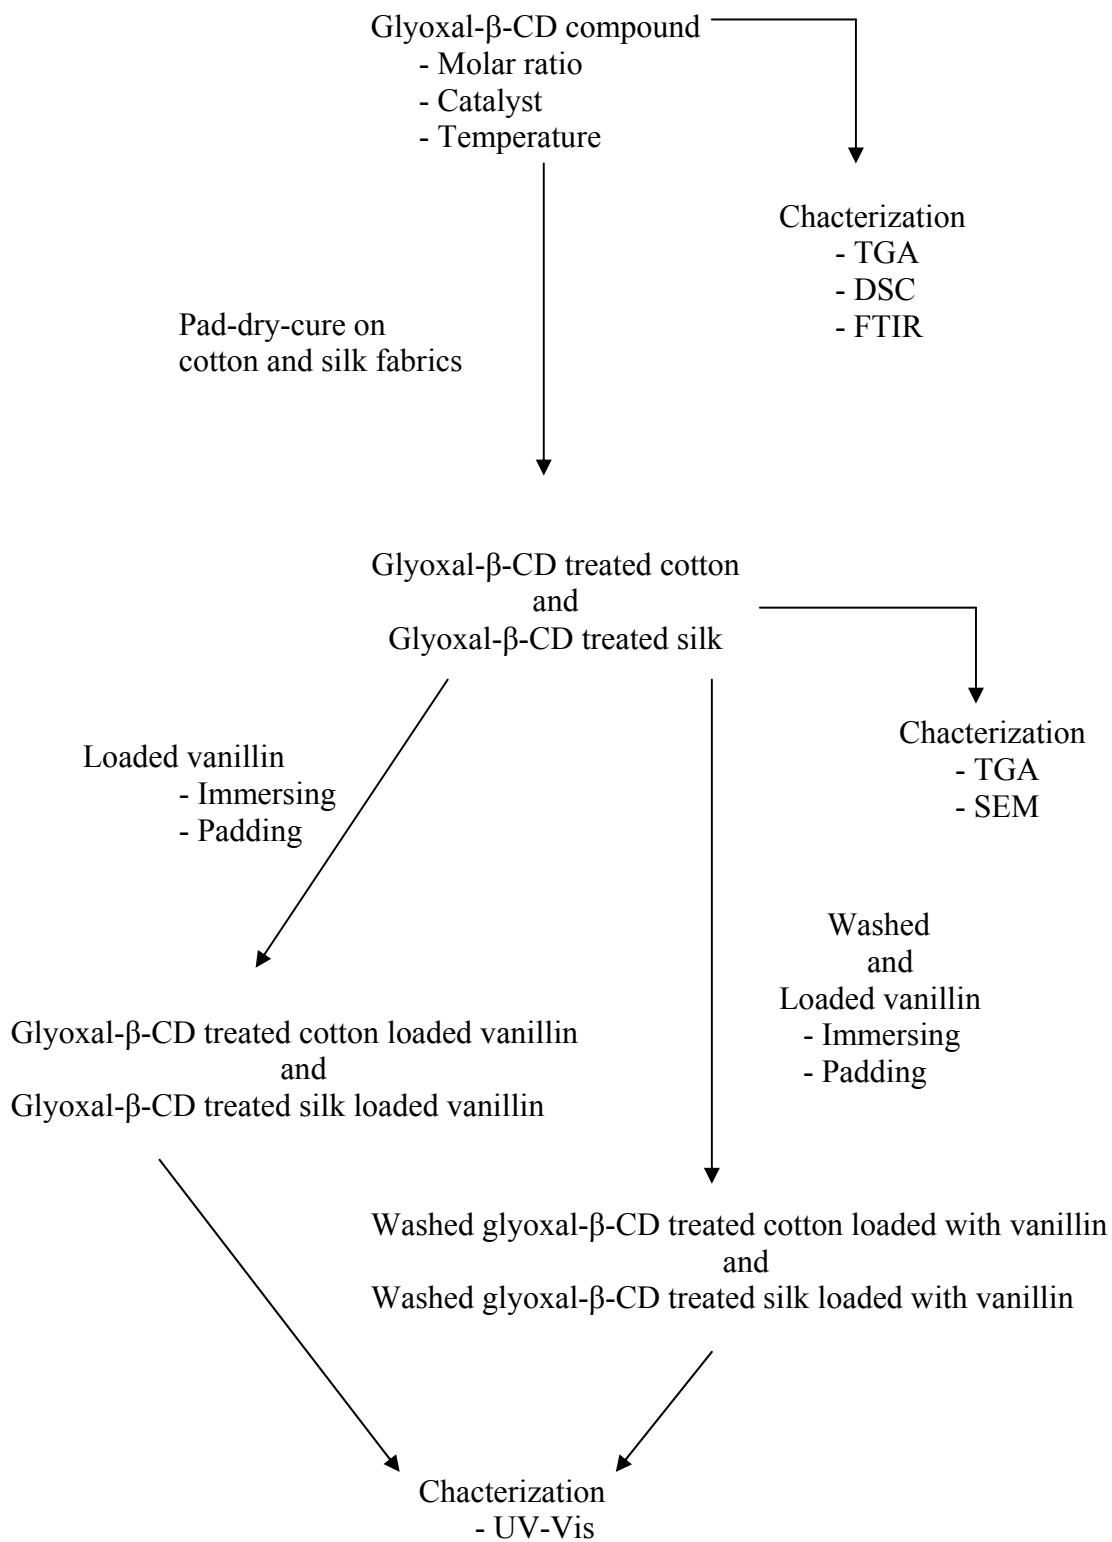 Glyoxal-β-CD compound
- Molar ratio
- Catalyst
- Temperature
Chacterization
- TGA
- DSC
- FTIR
Pad-dry-cure on
cotton and silk fabrics
Glyoxal-β-CD treated cotton
and
Glyoxal-β-CD treated silk
Chacterization
- TGA
- SEM
Loaded vanillin
- Immersing
- Padding
Washed
and
Loaded vanillin
- Immersing
- Padding
Glyoxal-β-CD treated cotton loaded vanillin
and
Glyoxal-β-CD treated silk loaded vanillin
Washed glyoxal-β-CD treated cotton loaded with vanillin
and
Washed glyoxal-β-CD treated silk loaded with vanillin
Chacterization
- UV-Vis